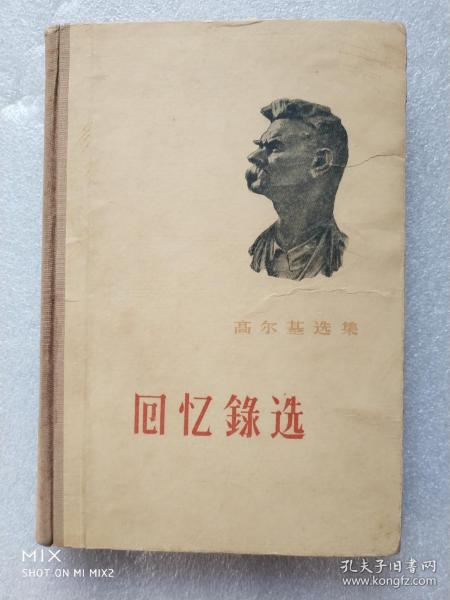 高尔基选集
回忆錄选
MIX
SHOT ON MI MIX2
孔夫子旧书网
www.kongfz.com